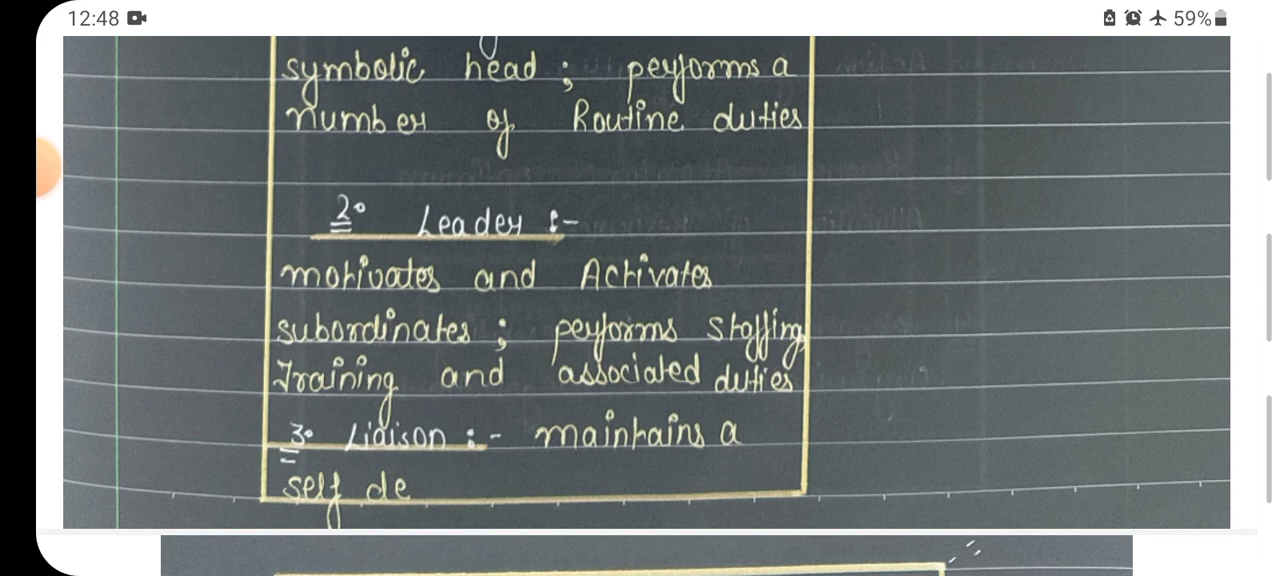 12:48
59%
symbolic head ; performs a
number of Routine duties
2. Leader :-
motivates and Activates
subordinates ; performs staffing,
Training and associated duties
3. Liaison :- maintains a
self de